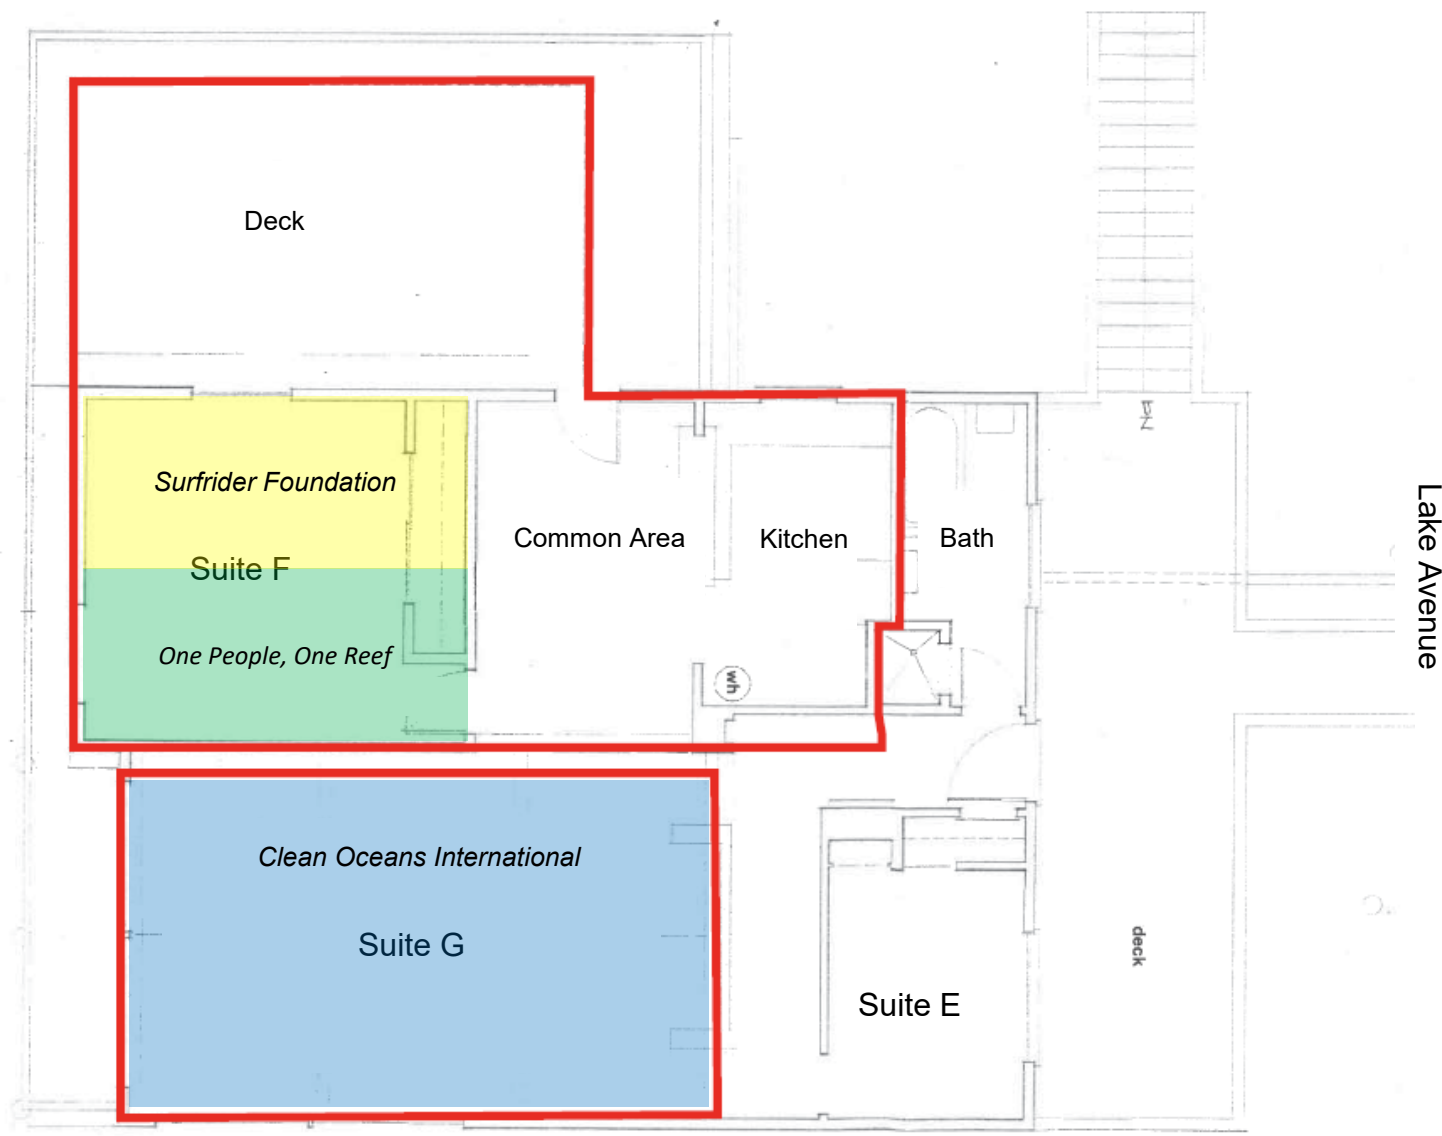 Deck
Surfrider Foundation
Suite F
One People, One Reef
Common Area
Kitchen
Bath
wh
DN
Lake Avenue
Clean Oceans International
Suite G
Suite E
deck